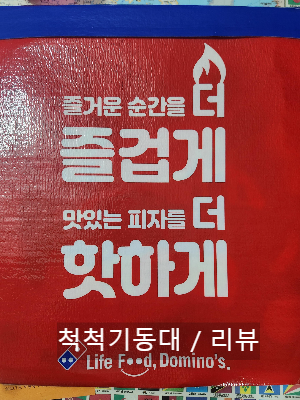 즐거운 순간을 더
즐겁게
맛있는 피자를 더
핫하게
척척기동대 / 리뷰
Life Food, Domino's.